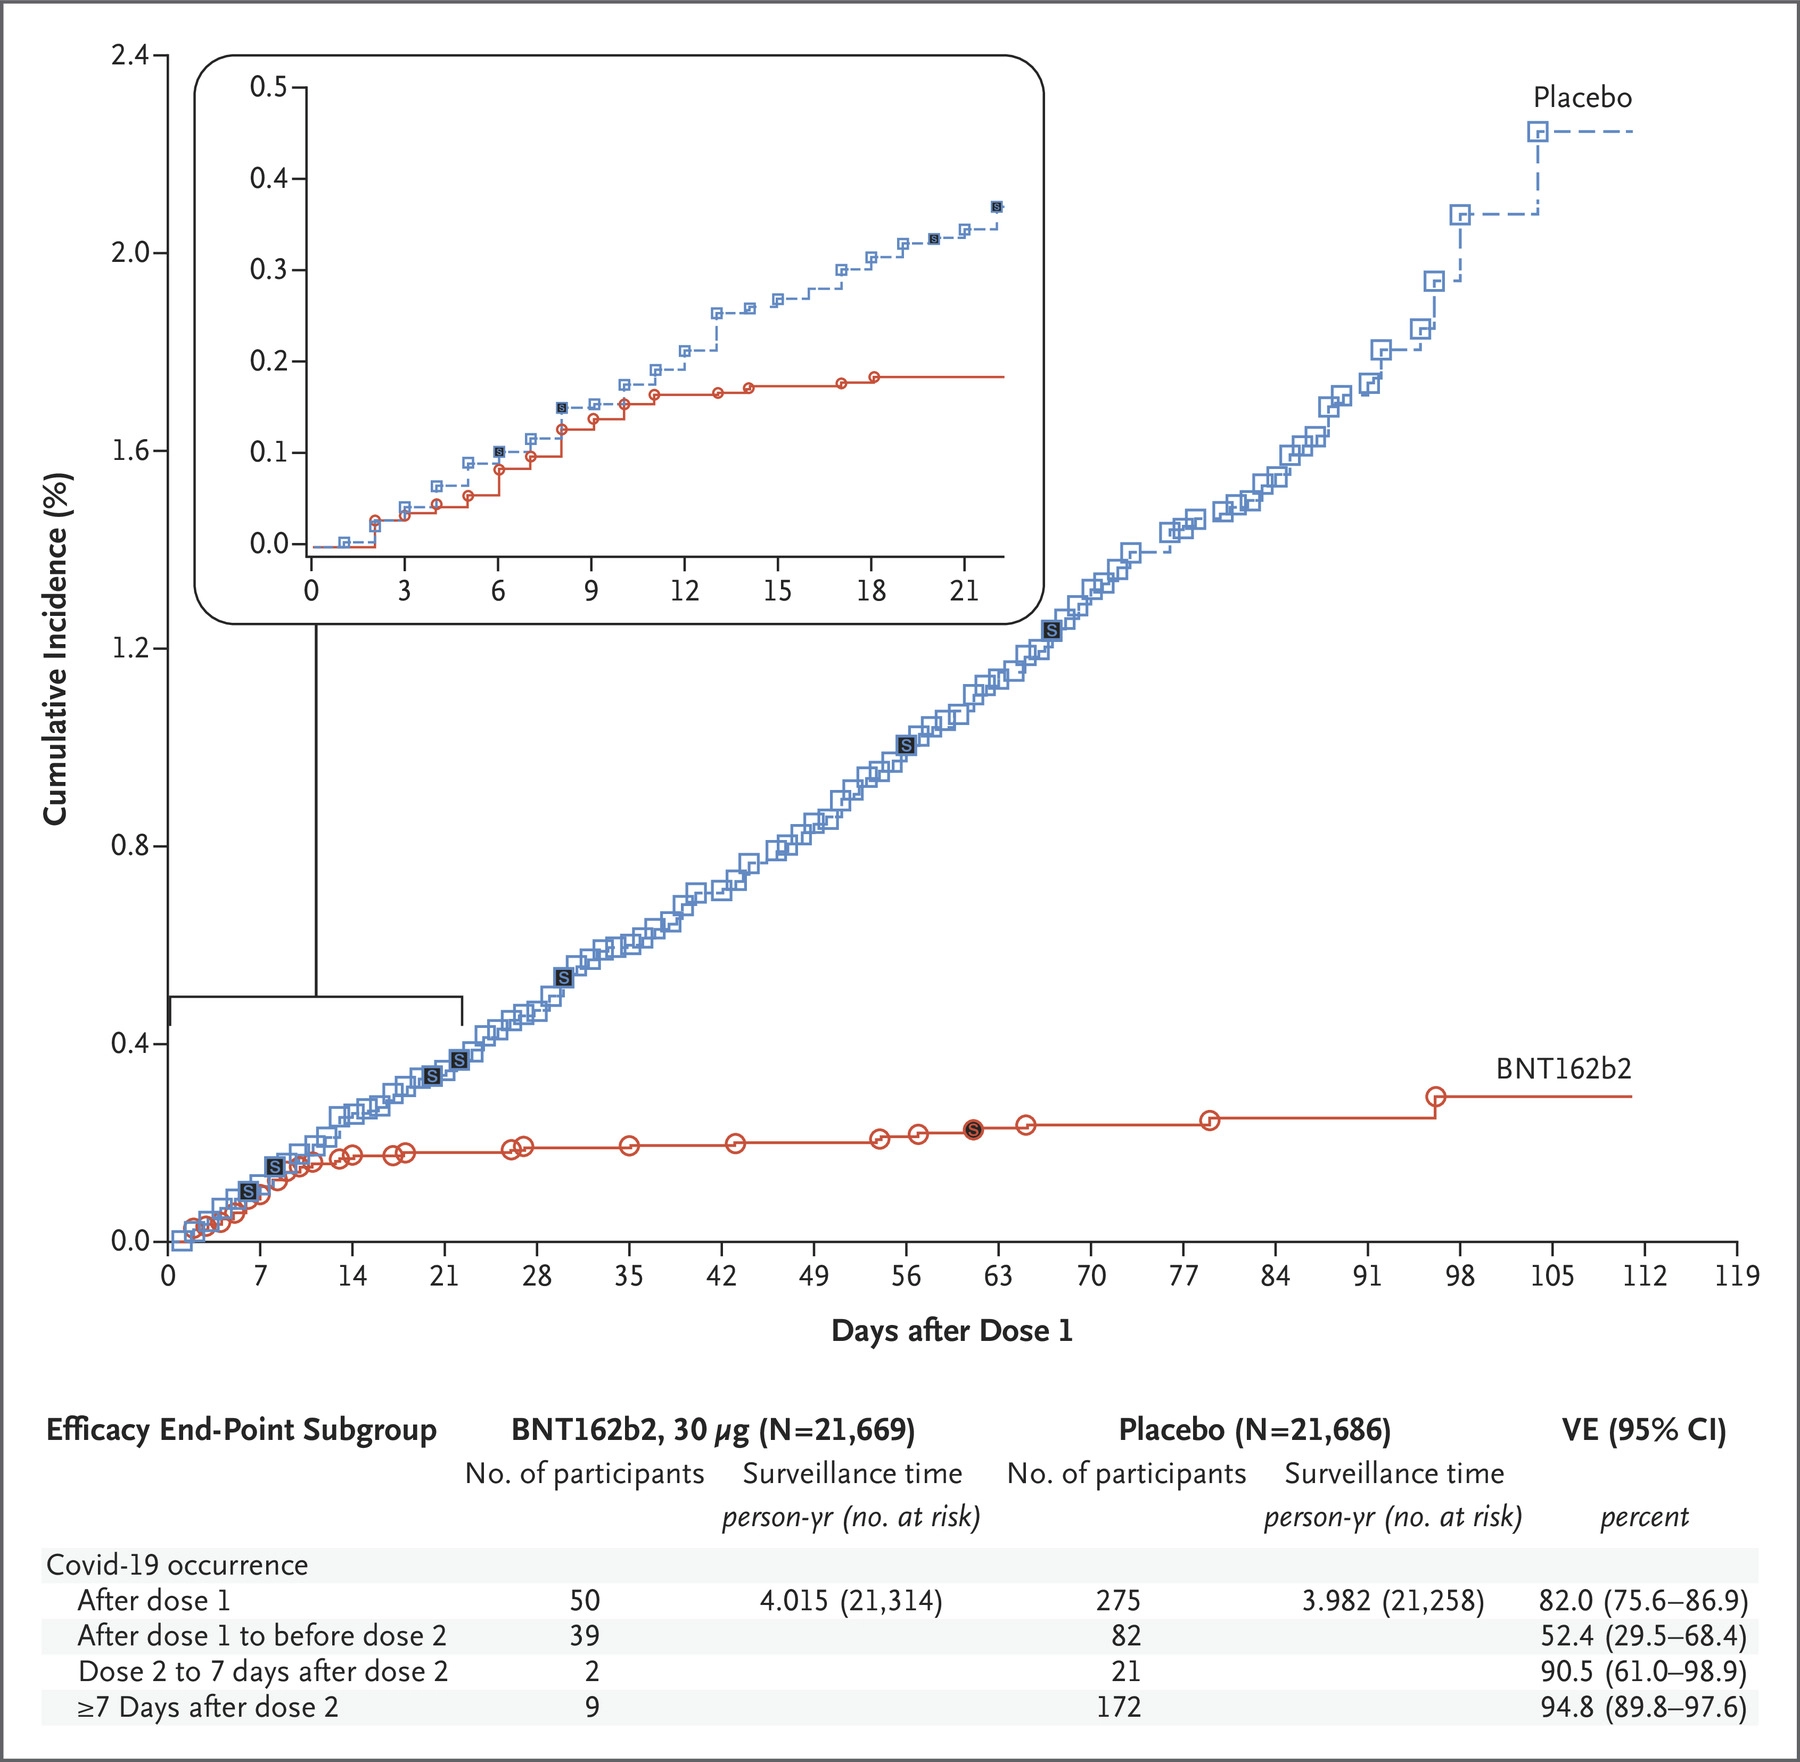 2.4
2.0
1.6
1.2
0.8
0.4
0.0
Cumulative Incidence (%)
0.5
0.4
0.3
0.2
0.1
0.0
0 3 6 9 12 15 18 21
S S S S
Placebo
BNT162b2
S S S S S S S S
0 7 14 21 28 35 42 49 56 63 70 77 84 91 98 105 112 119
Days after Dose 1
Efficacy End-Point Subgroup BNT162b2, 30 µg (N=21,669) Placebo (N=21,686) VE (95% CI)
No. of participants Surveillance time No. of participants Surveillance time
person-yr (no. at risk) person-yr (no. at risk) percent
Covid-19 occurrence
After dose 1 50 4.015 (21,314) 275 3.982 (21,258) 82.0 (75.6–86.9)
After dose 1 to before dose 2 39 82 52.4 (29.5–68.4)
Dose 2 to 7 days after dose 2 2 21 90.5 (61.0–98.9)
≥7 Days after dose 2 9 172 94.8 (89.8–97.6)